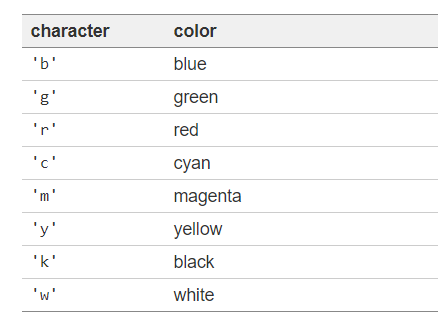 character color
'b' blue
'g' green
'r' red
'c' cyan
'm' magenta
'y' yellow
'k' black
'w' white